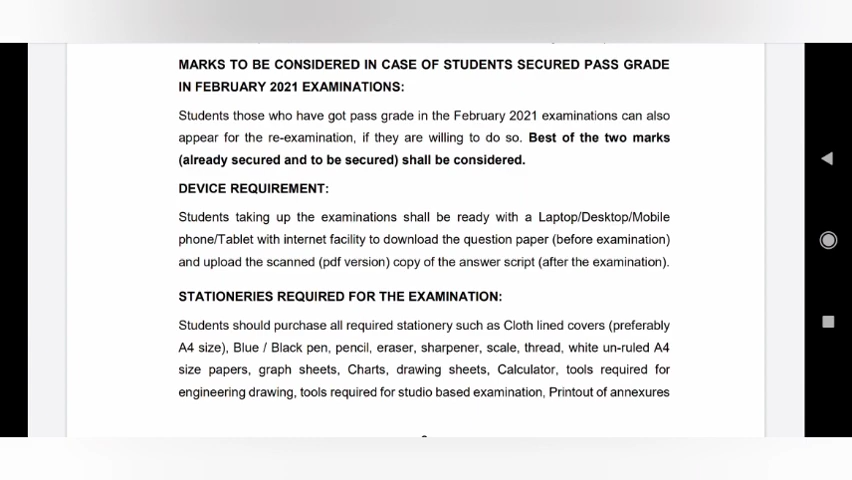 MARKS TO BE CONSIDERED IN CASE OF STUDENTS SECURED PASS GRADE
IN FEBRUARY 2021 EXAMINATIONS:
Students those who have got pass grade in the February 2021 examinations can also
appear for the re-examination, if they are willing to do so. Best of the two marks
(already secured and to be secured) shall be considered.
DEVICE REQUIREMENT:
Students taking up the examinations shall be ready with a Laptop/Desktop/Mobile
phone/Tablet with internet facility to download the question paper (before examination)
and upload the scanned (pdf version) copy of the answer script (after the examination).
STATIONERIES REQUIRED FOR THE EXAMINATION:
Students should purchase all required stationery such as Cloth lined covers (preferably
A4 size), Blue / Black pen, pencil, eraser, sharpener, scale, thread, white un-ruled A4
size papers, graph sheets, Charts, drawing sheets, Calculator, tools required for
engineering drawing, tools required for studio based examination, Printout of annexures